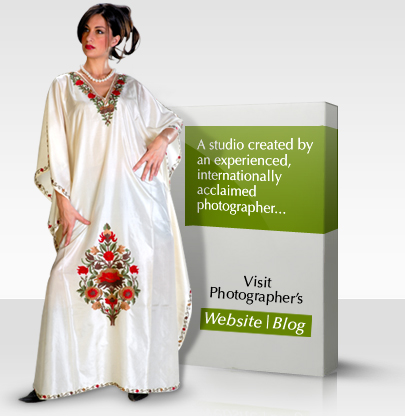 A studio created by
an experienced,
internationally
acclaimed
photographer...
Visit
Photographer's
Website | Blog